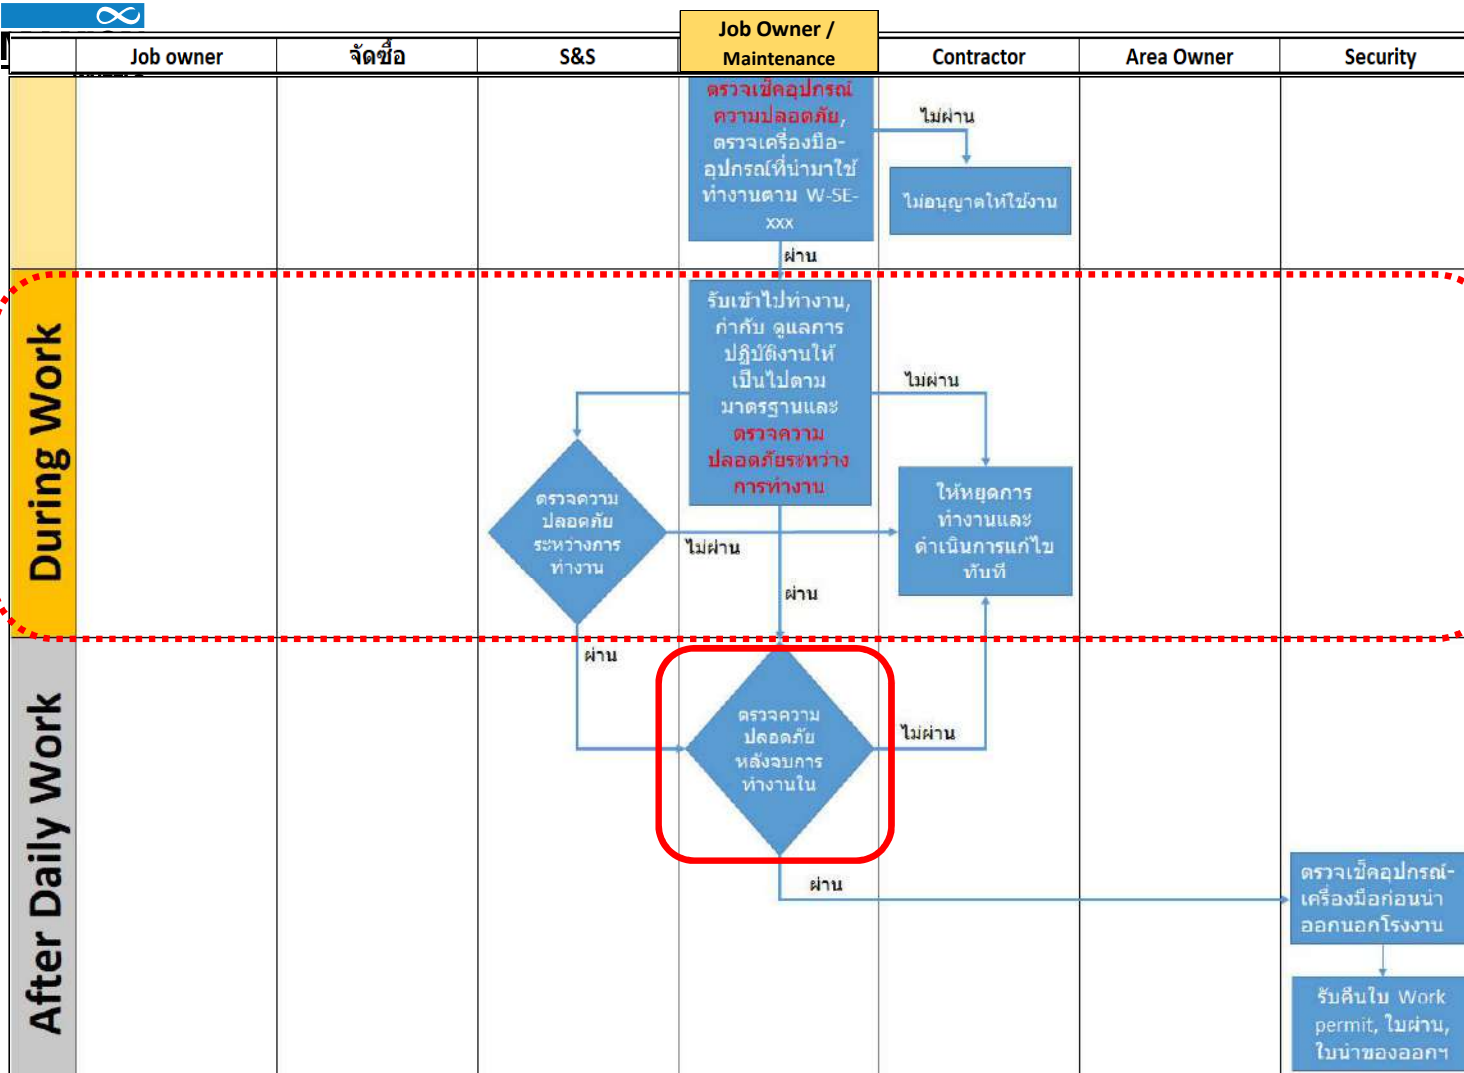 Job Owner /
Maintenance
Job owner
จัดซื้อ
S&S
Contractor
Area Owner
Security
ตรวจเช็คอุปกรณ์
ความปลอดภัย,
ตรวจเครื่องมือ-
อุปกรณ์ที่นำมาใช้
ทำงานตาม W-SE-
xxx
ไม่ผ่าน
ไม่อนุญาตให้ใช้งาน
ผ่าน
During Work
รับเข้าไปทำงาน,
กำกับ ดูแลการ
ปฏิบัติงานให้
เป็นไปตาม
มาตรฐานและ
ตรวจความ
ปลอดภัยระหว่าง
การทำงาน
ไม่ผ่าน
ตรวจความ
ปลอดภัย
ระหว่างการ
ทำงาน
ไม่ผ่าน
ให้หยุดการ
ทำงานและ
ดำเนินการแก้ไข
ทันที
ผ่าน
ผ่าน
After Daily Work
ตรวจความ
ปลอดภัย
หลังจบการ
ทำงานใน
ไม่ผ่าน
ผ่าน
ตรวจเช็คอุปกรณ์-
เครื่องมือก่อนนำ
ออกนอกโรงงาน
รับคืนใบ Work
permit, ใบผ่าน,
ใบนำของออกฯ